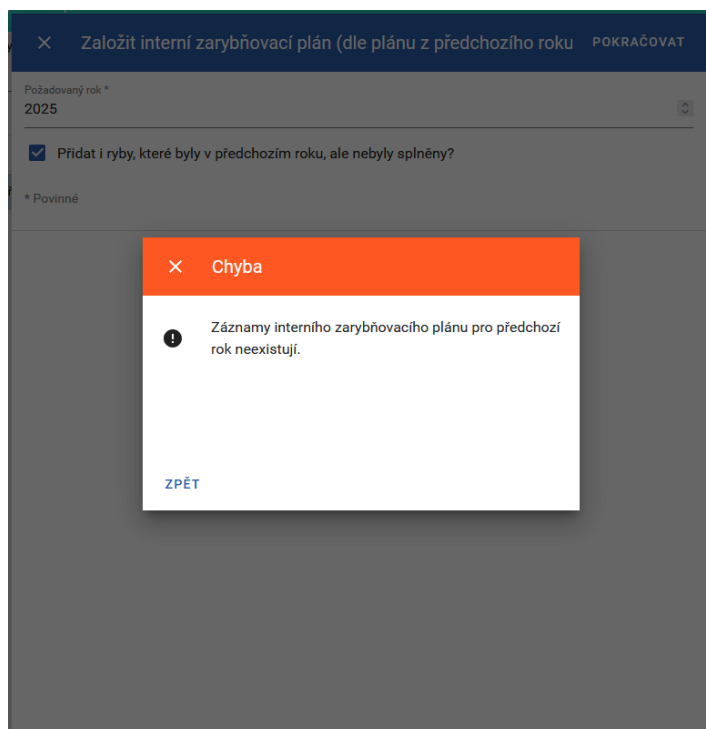 Založit interní zarybňovací plán (dle plánu z předchozího roku
POKRAČOVAT
Požadovaný rok *
2025
Přidat i ryby, které byly v předchozím roku, ale nebyly splněny?
* Povinné
Chyba
Záznamy interního zarybňovacího plánu pro předchozí
rok neexistují.
ZPĚT